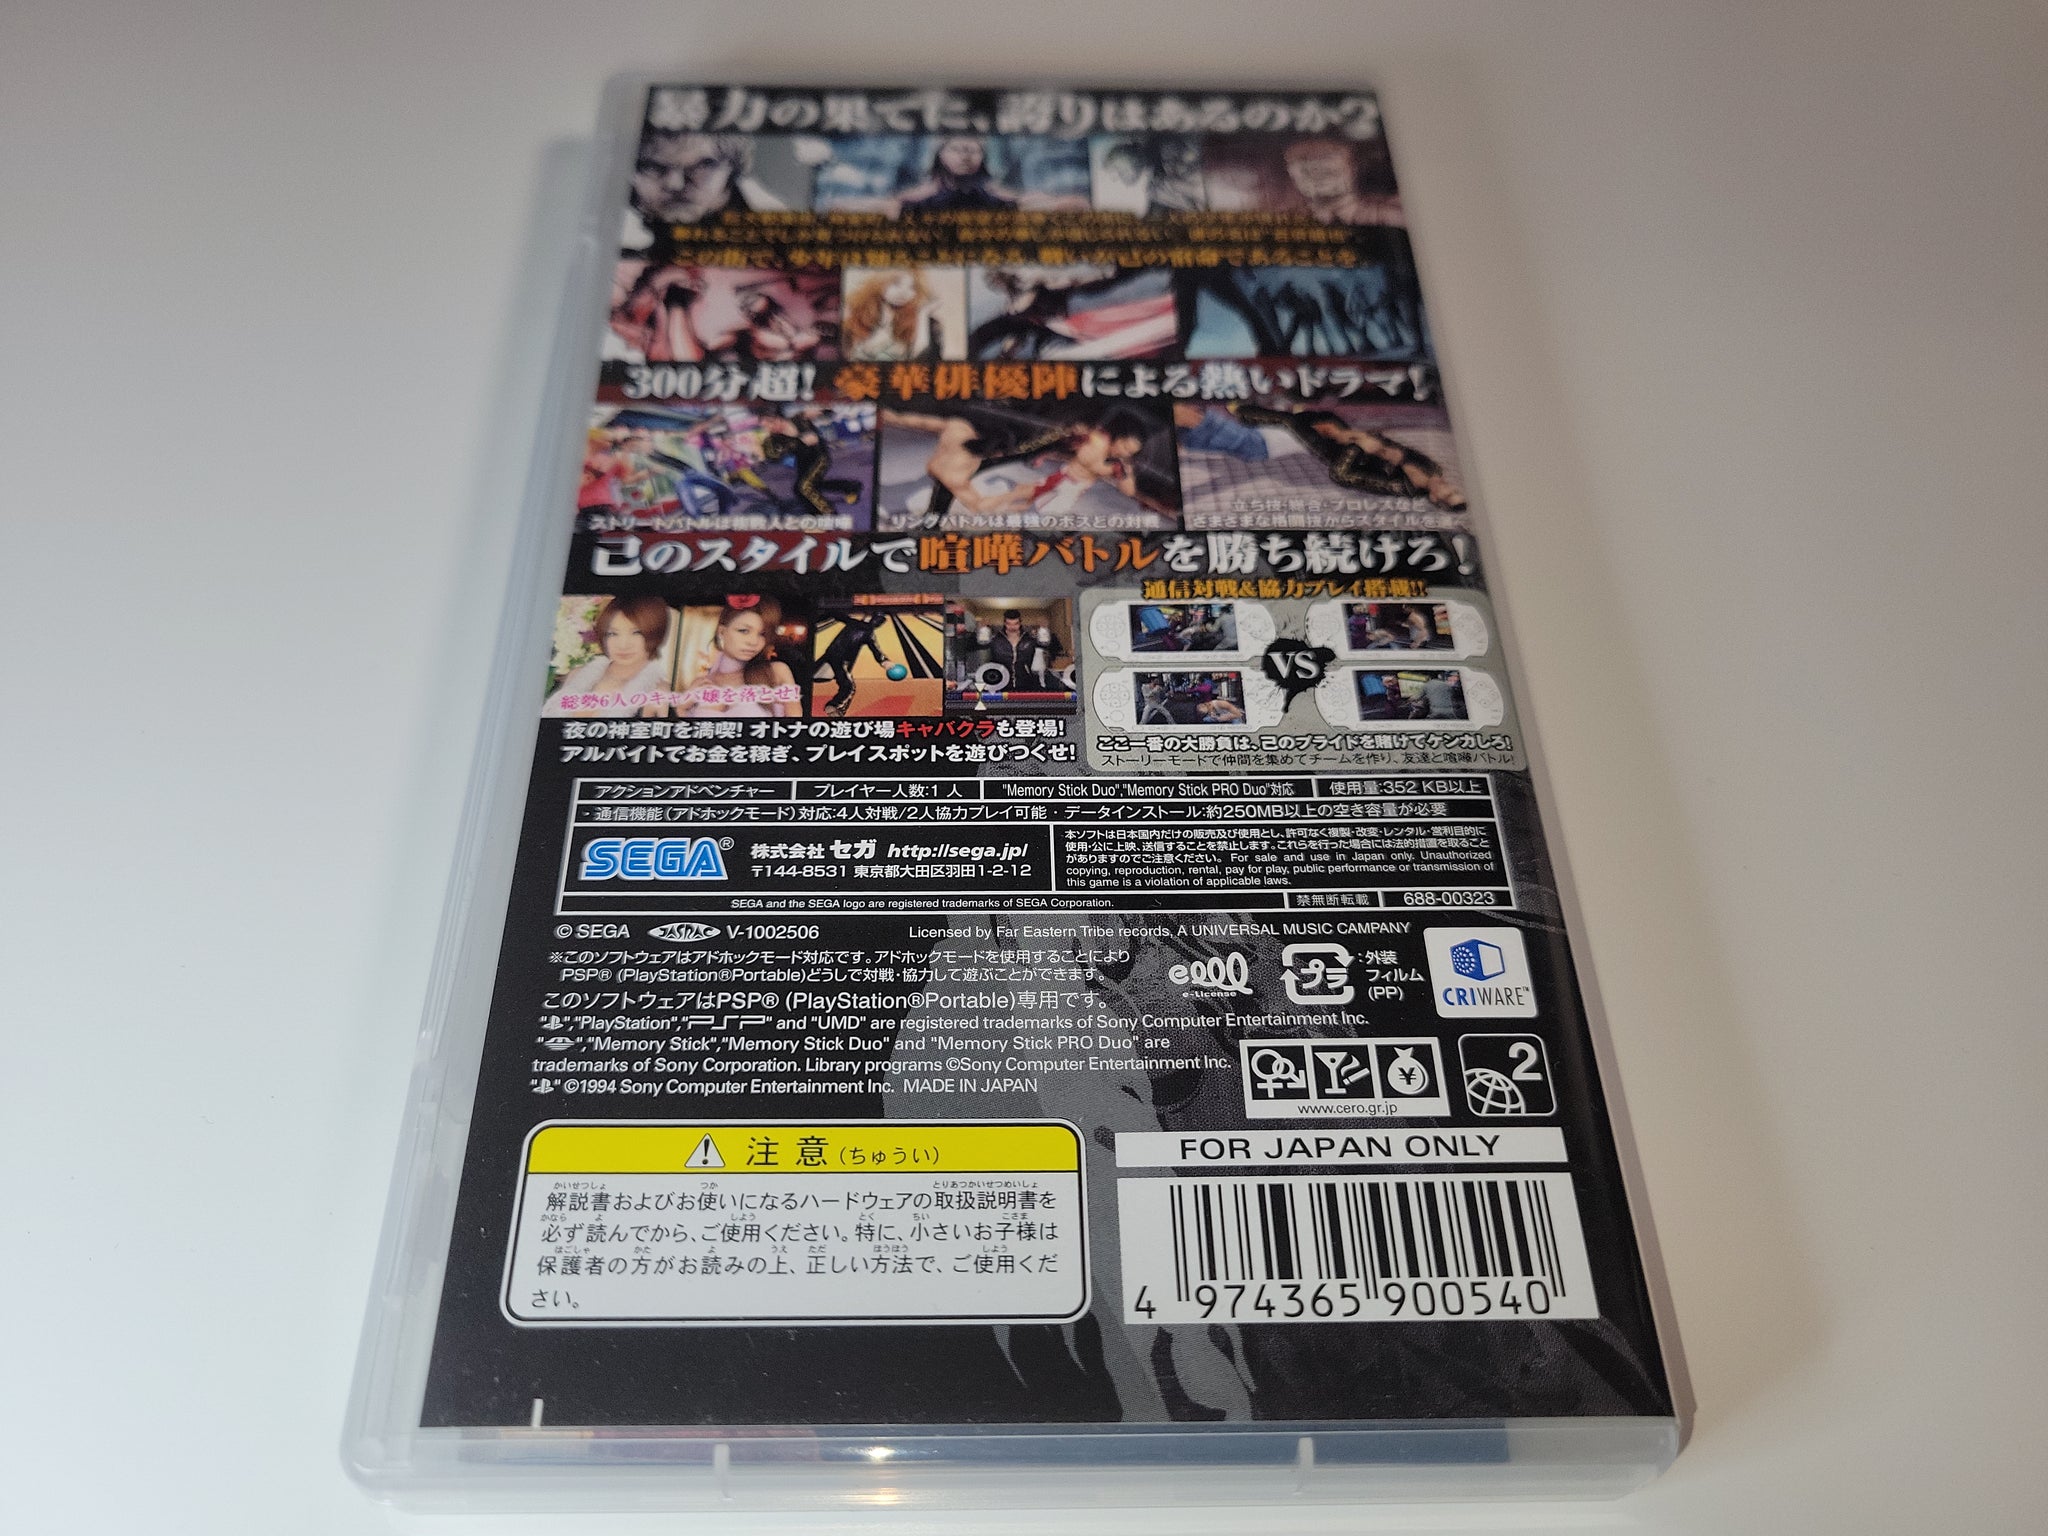 暴力の果てに、誇りはあるのか?
この街で、少年は知ることになる。闘いが己の宿命であることを。
300分超! 豪華俳優陣による熱いドラマ!
ストリートバトルは複数人との喧嘩
リングバトルは最強のボスとの対戦
立ち技・総合・プロレスなど
さまざまな格闘技からスタイルを選べ
己のスタイルで喧嘩バトルを勝ち続けろ!
総勢6人のキャバ嬢を落とせ!
夜の神室町を満喫! オトナの遊び場キャバクラも登場!
アルバイトでお金を稼ぎ、プレイスポットを遊びつくせ!
通信対戦&協力プレイ搭載!!
VS
ここ一番の大勝負は、己のプライドを賭けてケンカしろ!
ストーリーモードで仲間を集めてチームを作り、友達と喧嘩バトル!
アクションアドベンチャー プレイヤー人数:1 人 "Memory Stick Duo","Memory Stick PRO Duo"対応 使用量:352 KB以上
・通信機能(アドホックモード)対応:4人対戦/2人協力プレイ可能 ・データインストール:約250MB以上の空き容量が必要
SEGA® 株式会社 セガ http://sega.jp/
〒144-8531 東京都大田区羽田1-2-12
本ソフトは日本国内だけの販売及び使用とし、許可なく複製・改変・レンタル・営利目的に
使用・公に上映、送信することを禁止します。これらを行った場合には法的措置を取ること
がありますのでご注意ください。 For sale and use in Japan only. Unauthorized
copying, reproduction, rental, pay for play, public performance or transmission of
this game is a violation of applicable laws.
SEGA and the SEGA logo are registered trademarks of SEGA Corporation.
禁無断転載 688-00323
© SEGA JASRAC V-1002506 Licensed by Far Eastern Tribe records, A UNIVERSAL MUSIC CAMPANY
※このソフトウェアはアドホックモード対応です。アドホックモードを使用することにより
PSP® (PlayStation®Portable)どうしで対戦・協力して遊ぶことができます。
e-License
プラ
:外装
フィルム
(PP)
CRIWARE™
このソフトウェアはPSP® (PlayStation®Portable)専用です。
" ","PlayStation","PSP" and "UMD" are registered trademarks of Sony Computer Entertainment Inc.
" ","Memory Stick","Memory Stick Duo" and "Memory Stick PRO Duo" are
trademarks of Sony Corporation. Library programs ©Sony Computer Entertainment Inc.
" " ©1994 Sony Computer Entertainment Inc. MADE IN JAPAN
¥
www.cero.gr.jp
2
注 意 (ちゅうい)
解説書およびお使いになるハードウェアの取扱説明書を
必ず読んでから、ご使用ください。特に、小さいお子様は
保護者の方がお読みの上、正しい方法で、ご使用くだ
さい。
FOR JAPAN ONLY
4 974365 900540